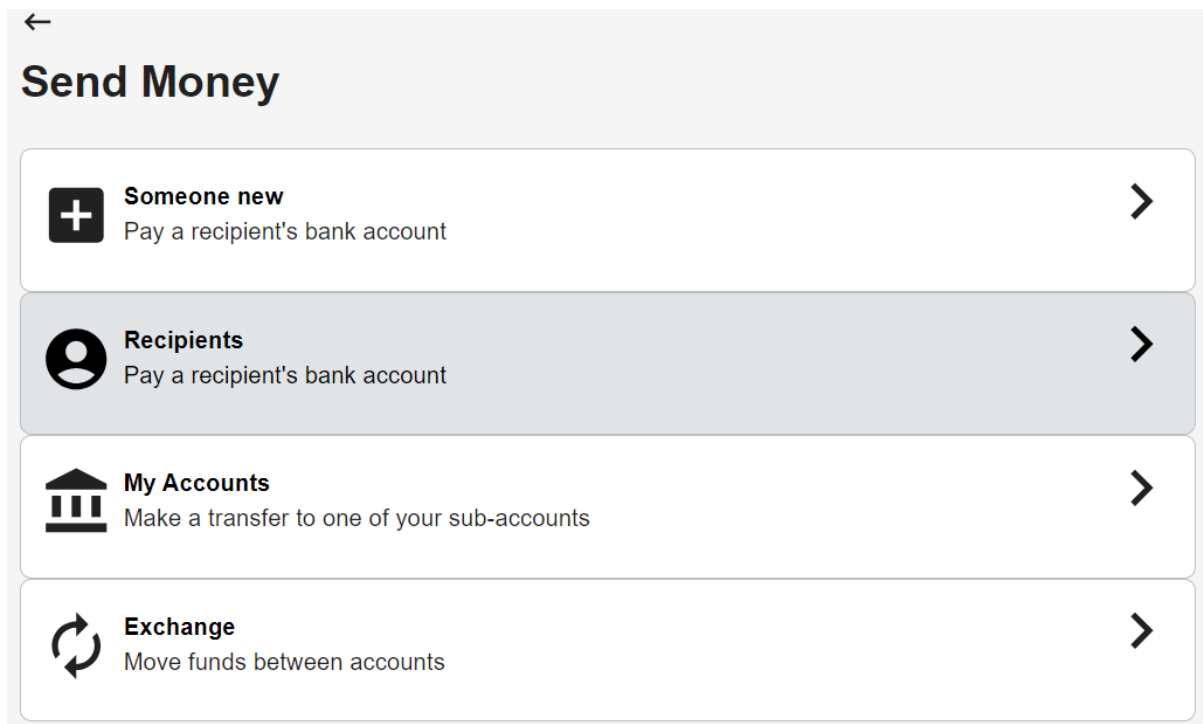 Send Money
Someone new
Pay a recipient's bank account
Recipients
Pay a recipient's bank account
My Accounts
Make a transfer to one of your sub-accounts
Exchange
Move funds between accounts